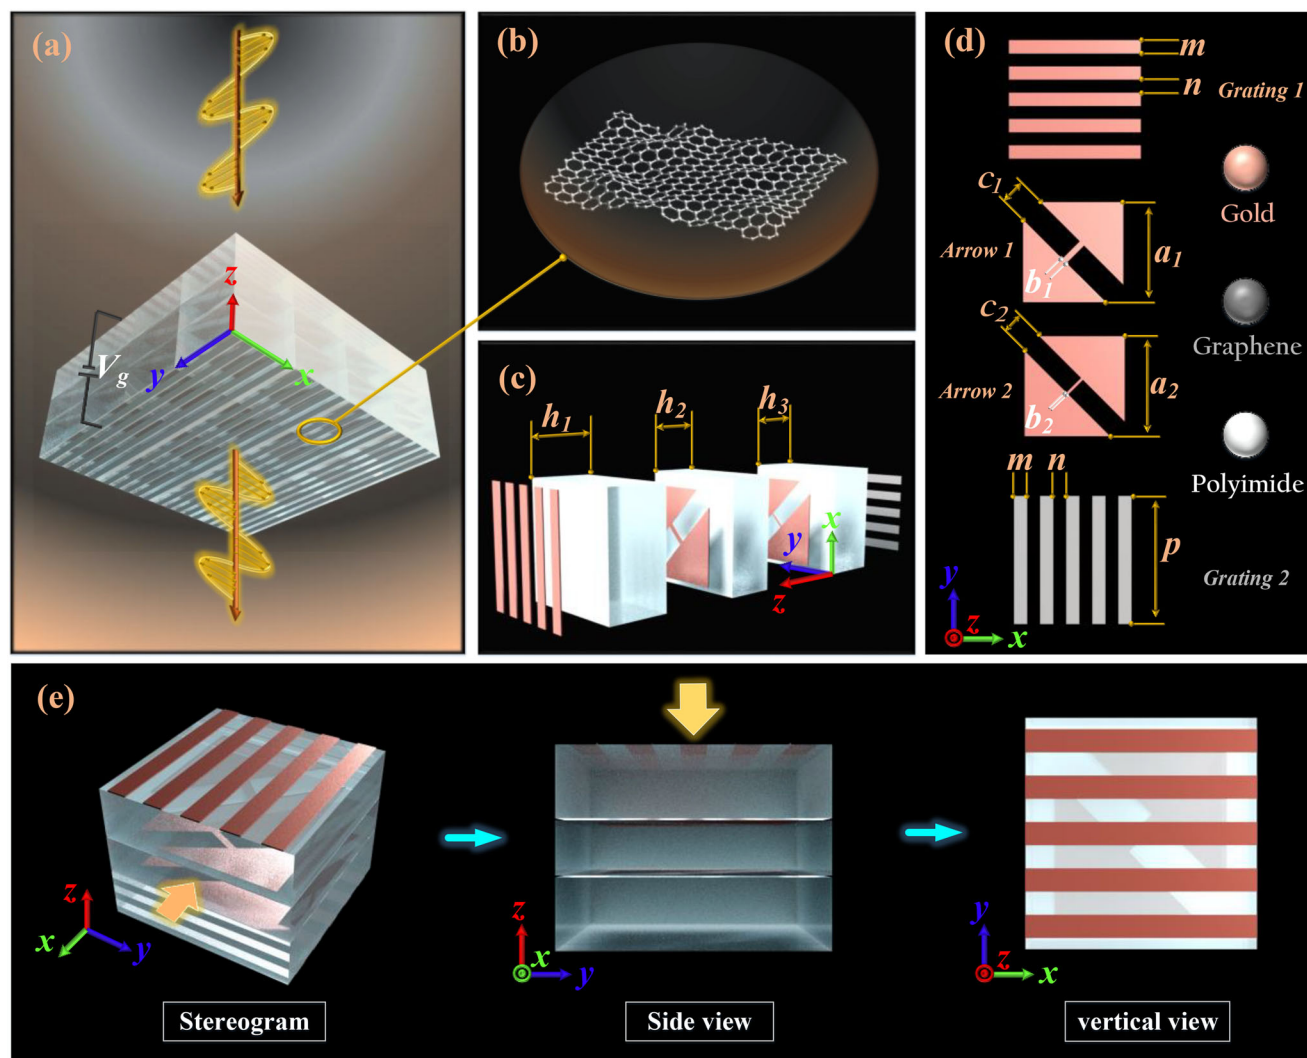 (a)
z
y
x
V_g
(b)
(c)
h_1
h_2
h_3
x
y
z
(d)
m
n
Grating 1
c_1
Arrow 1
a_1
b_1
Gold
c_2
Arrow 2
a_2
b_2
Graphene
Polyimide
m n
p
Grating 2
y
z
x
(e)
z
x
y
Stereogram
z
x
y
Side view
y
z
x
vertical view